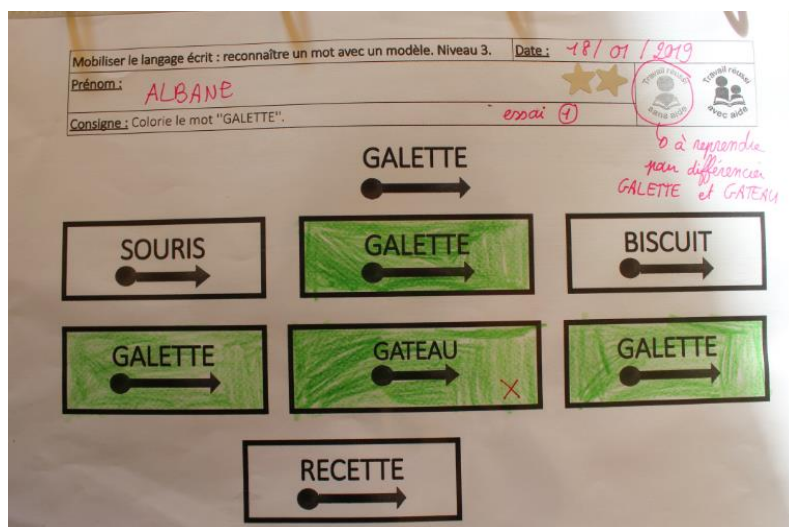 Mobiliser le langage écrit : reconnaître un mot avec un modèle. Niveau 3. Date : 18/01/2019
Prénom : ALBANE
Travail réussi sans aide
Travail réussi avec aide
Consigne : Colorie le mot "GALETTE". essai 1
à reprendre
pour différencier
GALETTE et GATEAU
GALETTE
SOURIS GALETTE BISCUIT
GALETTE GATEAU GALETTE
RECETTE